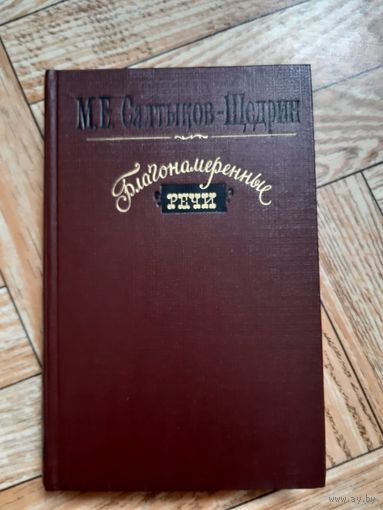 М.Е. Салтыков-Щедрин
Благонамеренные
РЕЧИ
www.ay.by